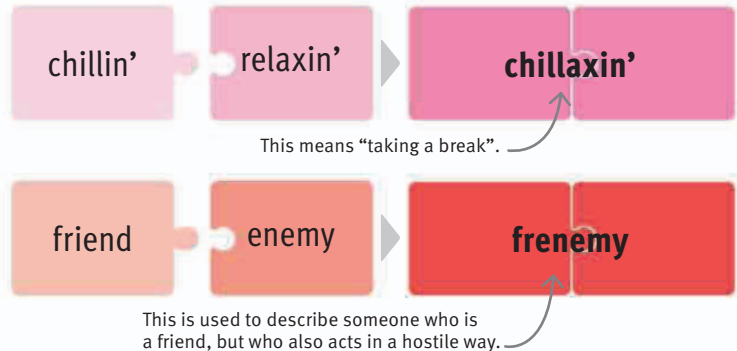 chillin’ relaxin’ chillaxin’
This means “taking a break”.
friend enemy frenemy
This is used to describe someone who is
a friend, but who also acts in a hostile way.